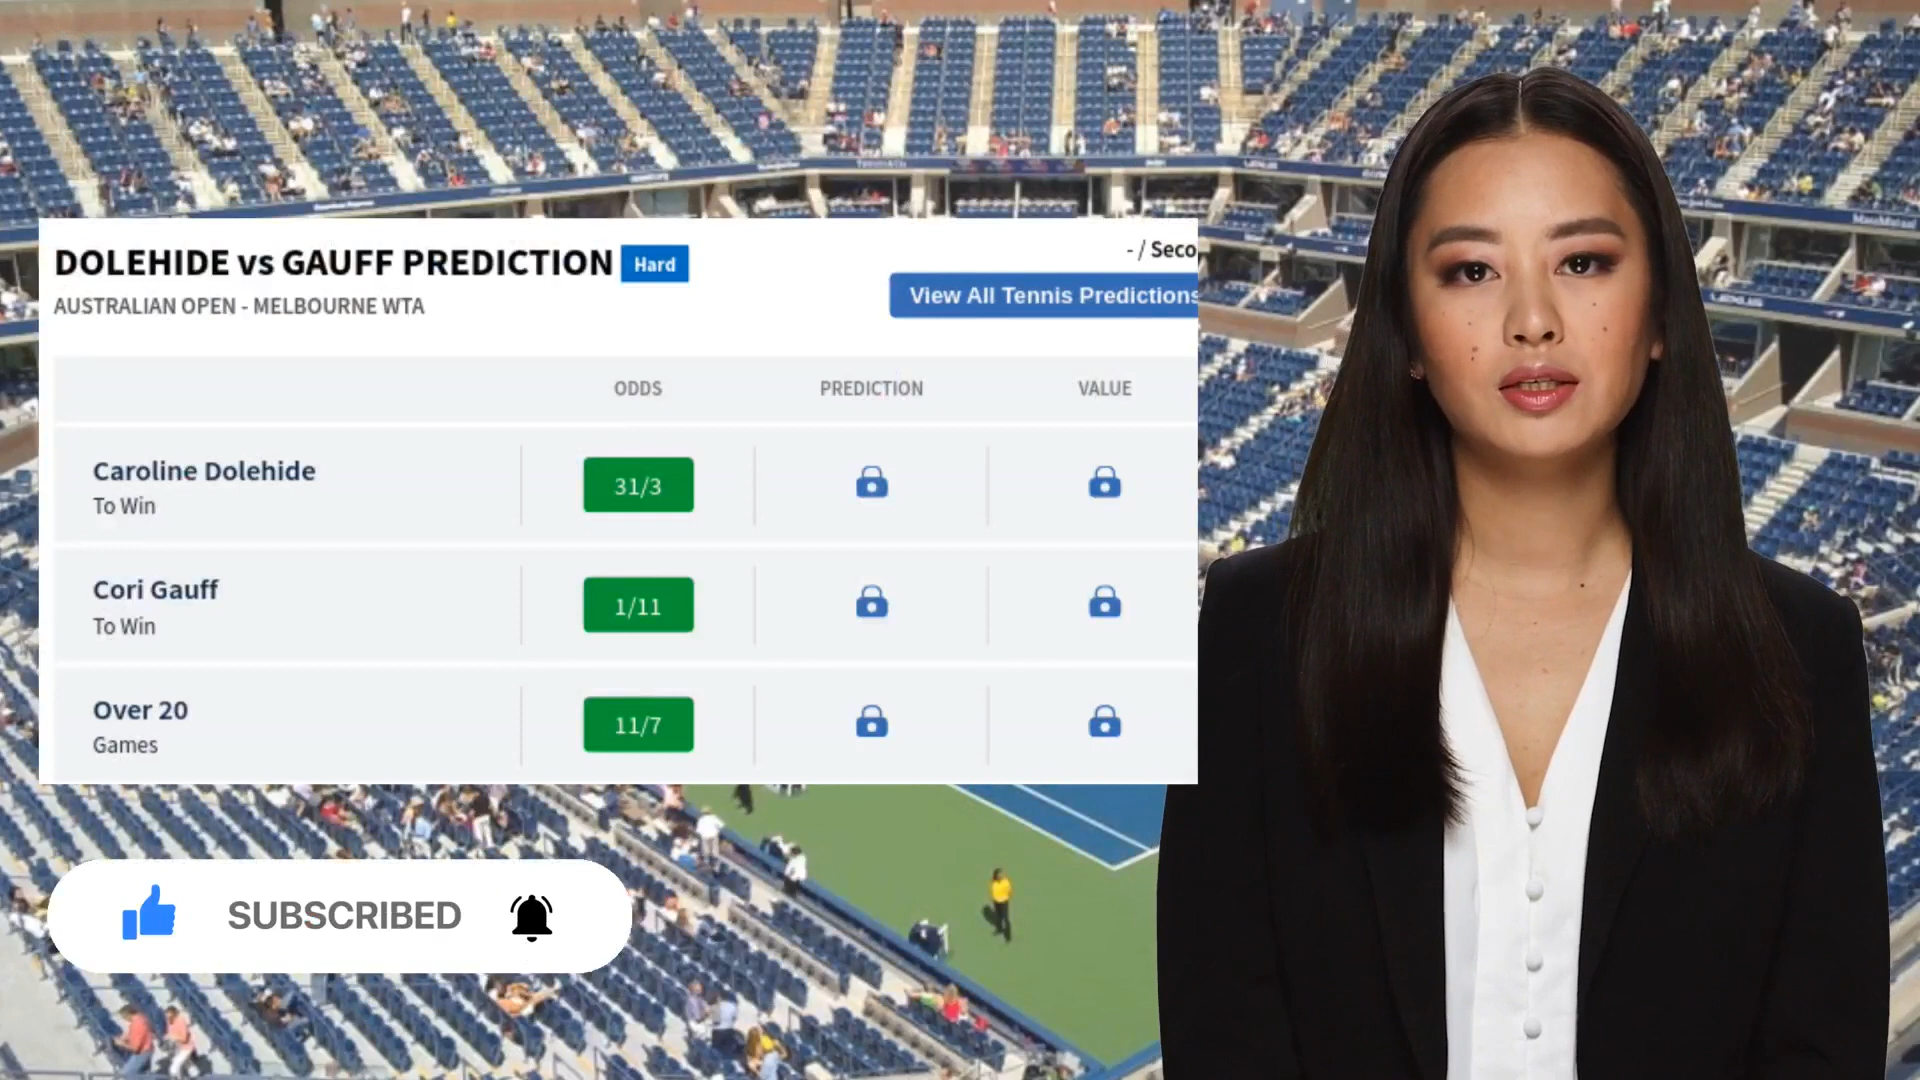 DOLEHIDE vs GAUFF PREDICTION Hard
- / Seco
AUSTRALIAN OPEN - MELBOURNE WTA
View All Tennis Predictions
ODDS PREDICTION VALUE
Caroline Dolehide
To Win
31/3
Cori Gauff
To Win
1/11
Over 20
Games
11/7
SUBSCRIBED